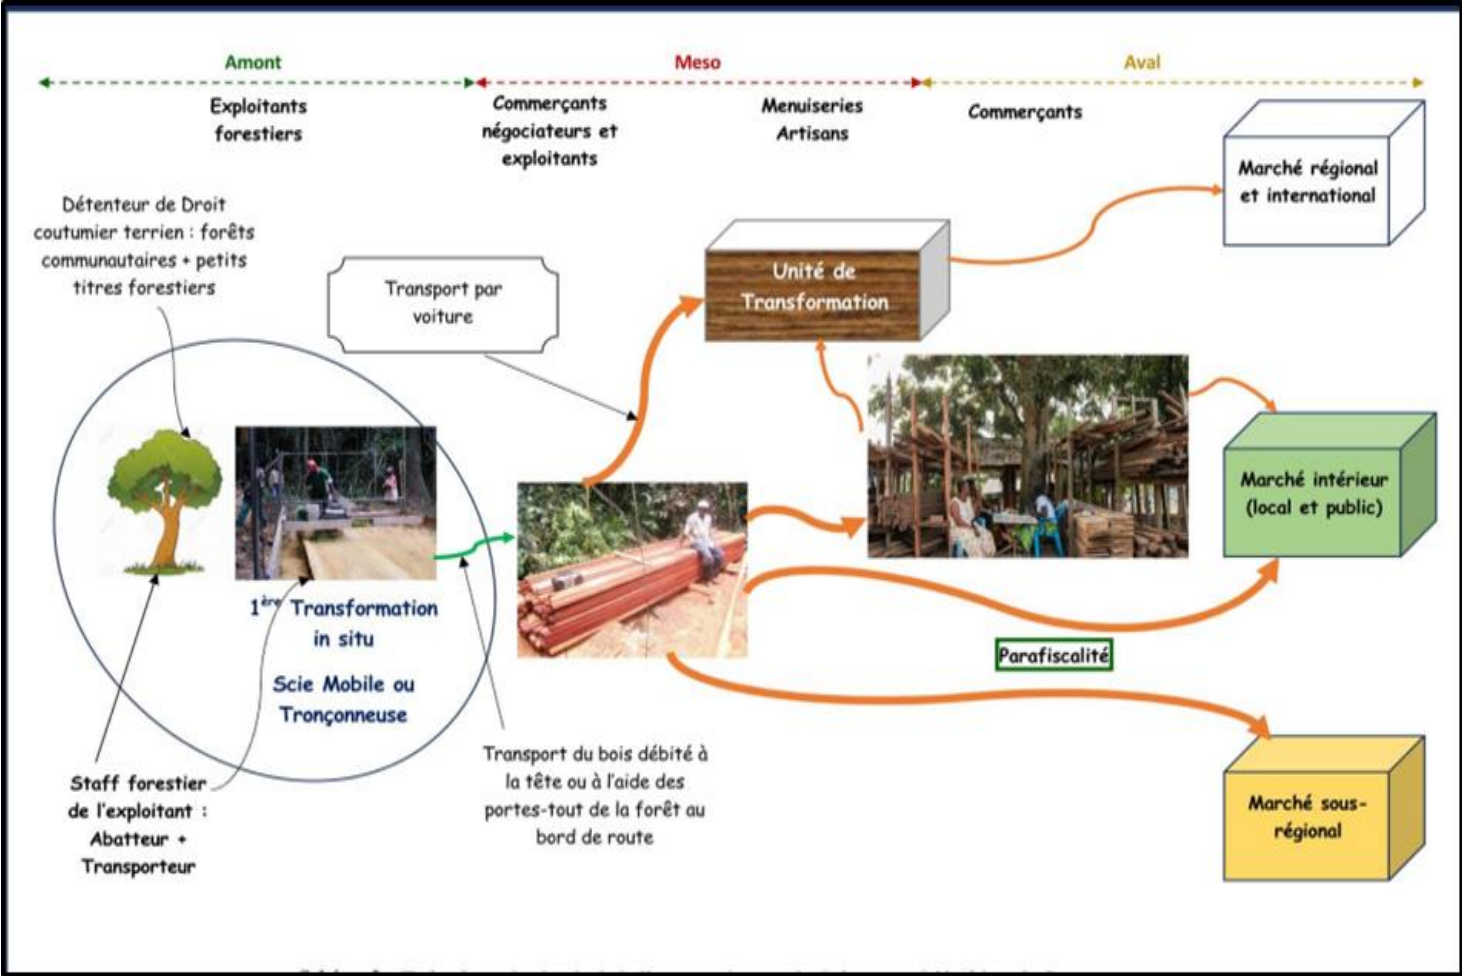 Amont
Meso
Aval
Exploitants
forestiers
Commerçants
négociateurs et
exploitants
Menuiseries
Artisans
Commerçants
Marché régional
et international
Détenteur de Droit
coutumier terrien : forêts
communautaires + petits
titres forestiers
Transport par
voiture
Unité de
Transformation
Marché intérieur
(local et public)
1ère Transformation
in situ
Scie Mobile ou
Tronçonneuse
Parafiscalité
Staff forestier
de l'exploitant :
Abatteur +
Transporteur
Transport du bois débité à
la tête ou à l'aide des
portes-tout de la forêt au
bord de route
Marché sous-
régional